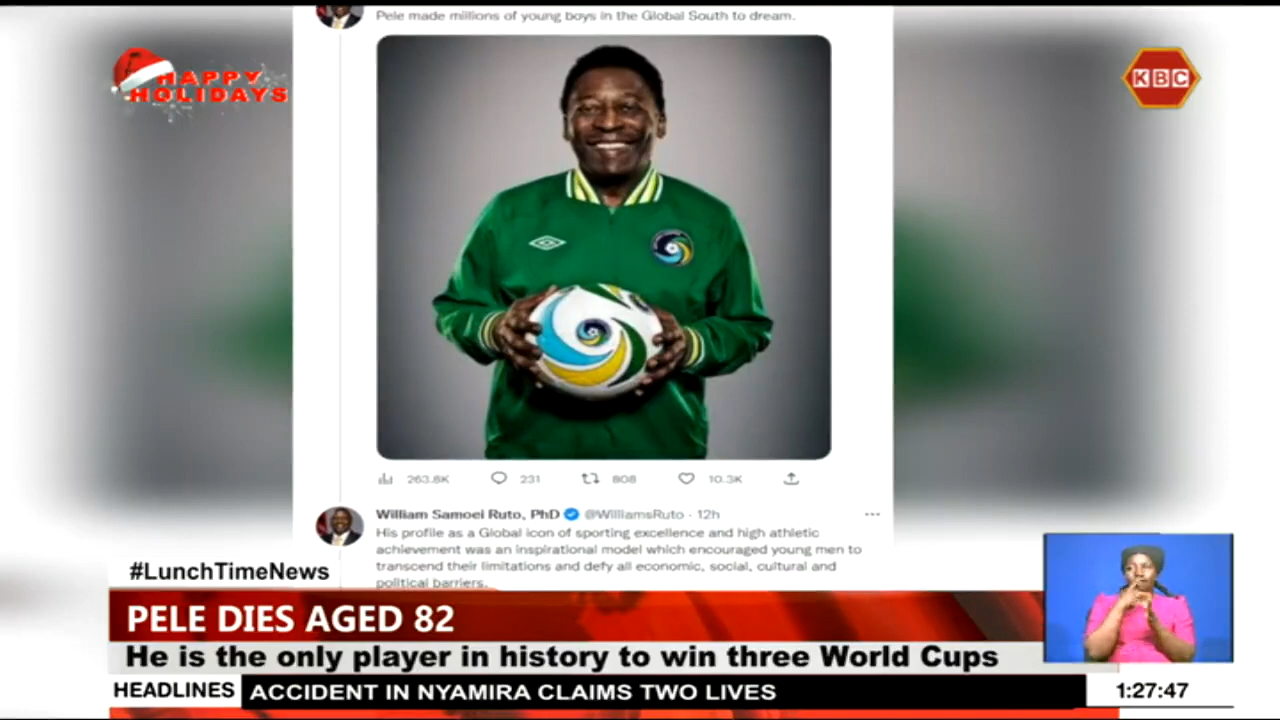 Pele made millions of young boys in the Global South to dream.
HAPPY
HOLIDAYS
KBC
263.8K 231 808 10.3K
William Samoei Ruto, PhD @WilliamsRuto · 12h
His profile as a Global icon of sporting excellence and high athletic
achievement was an inspirational model which encouraged young men to
transcend their limitations and defy all economic, social, cultural and
political barriers.
#LunchTimeNews
PELE DIES AGED 82
He is the only player in history to win three World Cups
HEADLINES ACCIDENT IN NYAMIRA CLAIMS TWO LIVES 1:27:47